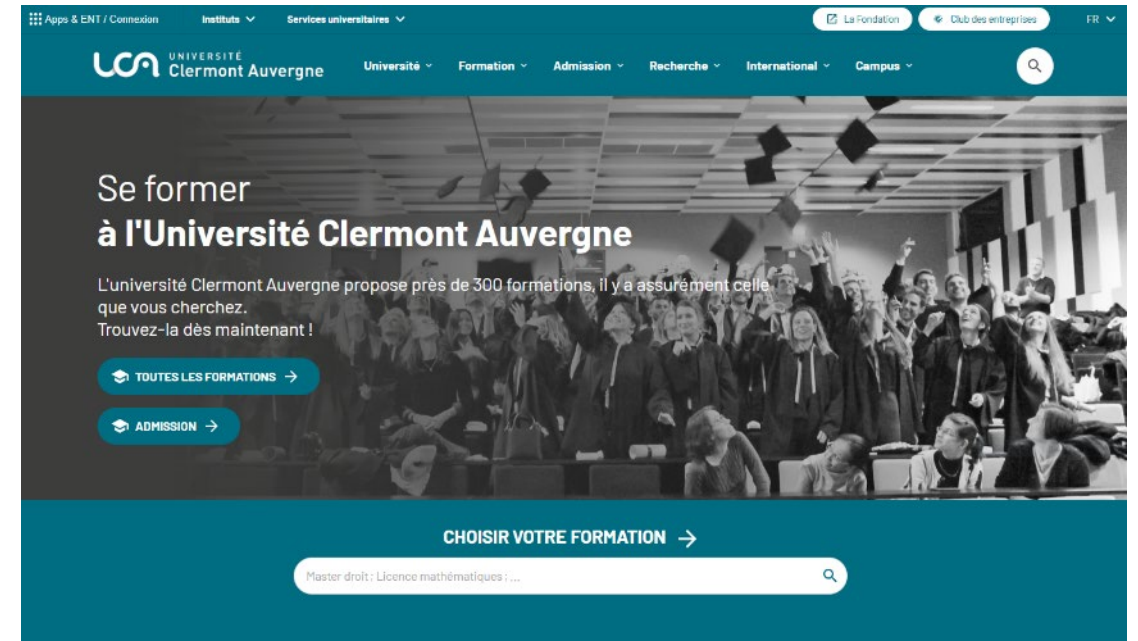 Apps & ENT / Connexion
Instituts
Services universitaires
La Fondation
Club des entreprises
FR
UCA UNIVERSITÉ
Clermont Auvergne
Université
Formation
Admission
Recherche
International
Campus
Se former
à l'Université Clermont Auvergne
L'université Clermont Auvergne propose près de 300 formations, il y a assurément celle
que vous cherchez.
Trouvez-la dès maintenant !
TOUTES LES FORMATIONS →
ADMISSION →
CHOISIR VOTRE FORMATION →
Master droit ; Licence mathématiques ; ...